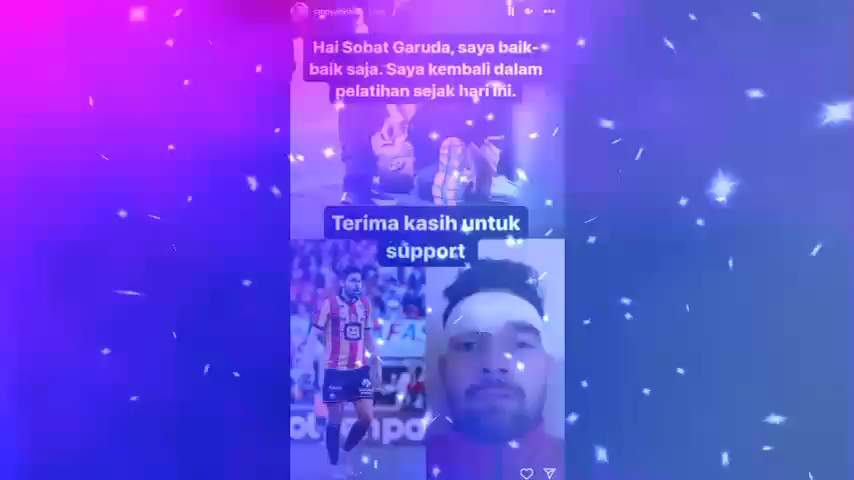 Hai Sobat Garuda, saya baik-
baik saja. Saya kembali dalam
pelatihan sejak hari ini.
Terima kasih untuk
support